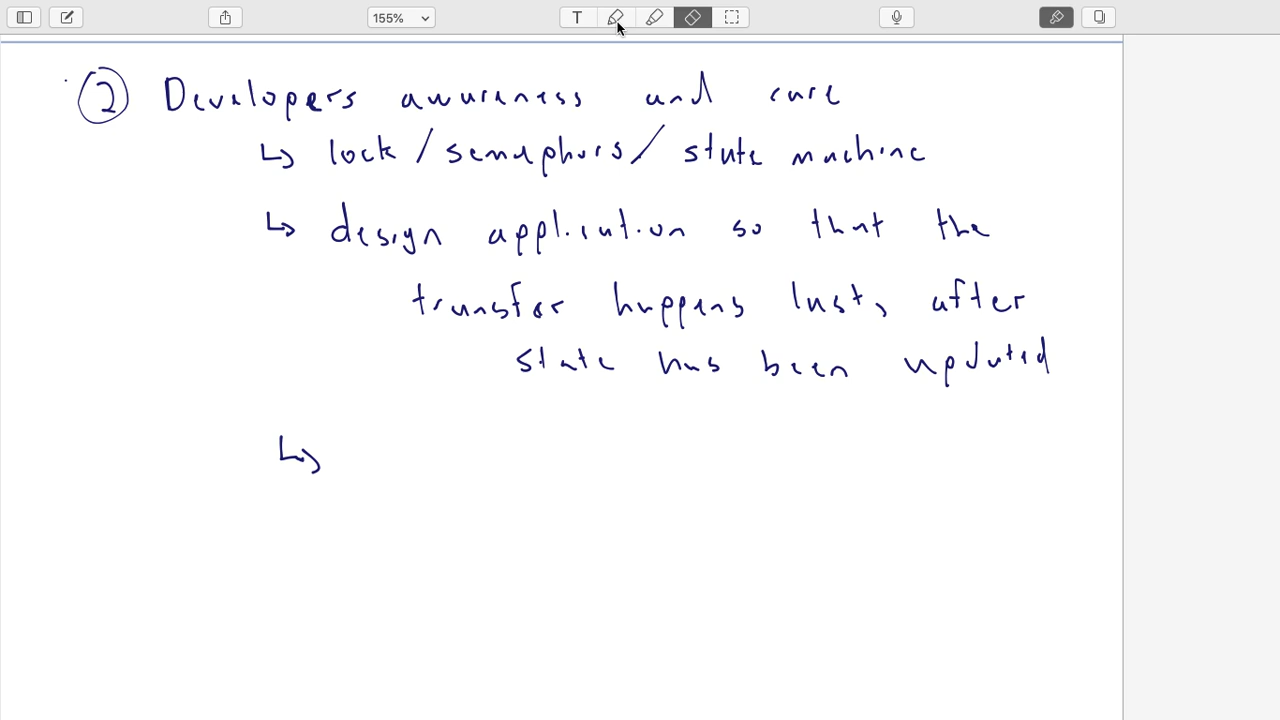 155%
T
2 Developers awareness and care
↳ lock / semaphors / state machine
↳ design application so that the
transfer happens last, after
state has been updated
↳